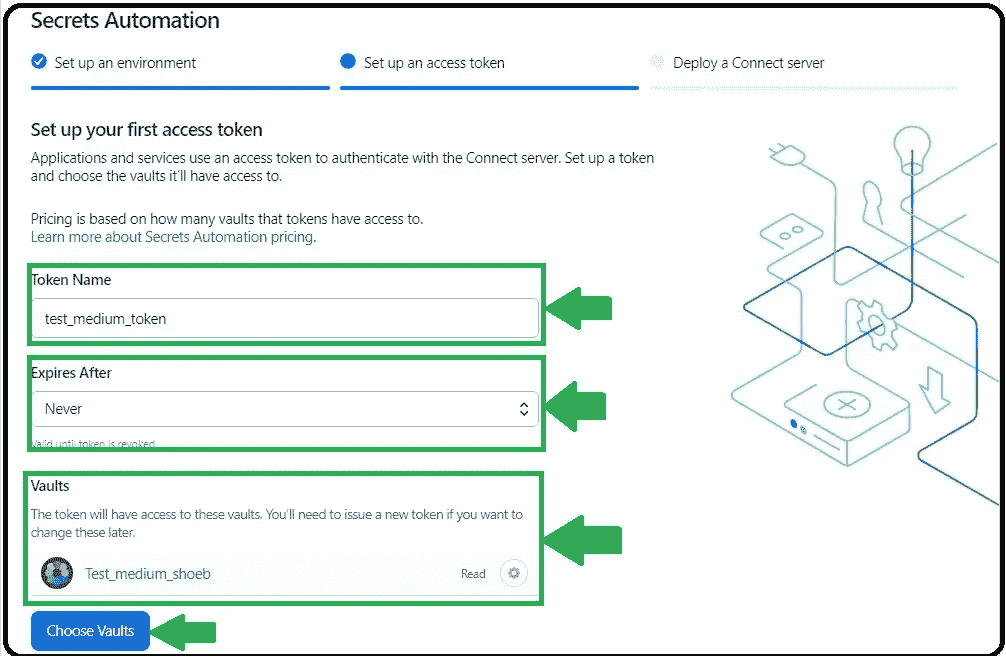 Secrets Automation
Set up an environment
Set up an access token
Deploy a Connect server
Set up your first access token
Applications and services use an access token to authenticate with the Connect server. Set up a token
and choose the vaults it'll have access to.
Pricing is based on how many vaults that tokens have access to.
Learn more about Secrets Automation pricing.
Token Name
test_medium_token
Expires After
Never
Valid until token is revoked
Vaults
The token will have access to these vaults. You'll need to issue a new token if you want to
change these later.
Test_medium_shoeb
Read
Choose Vaults